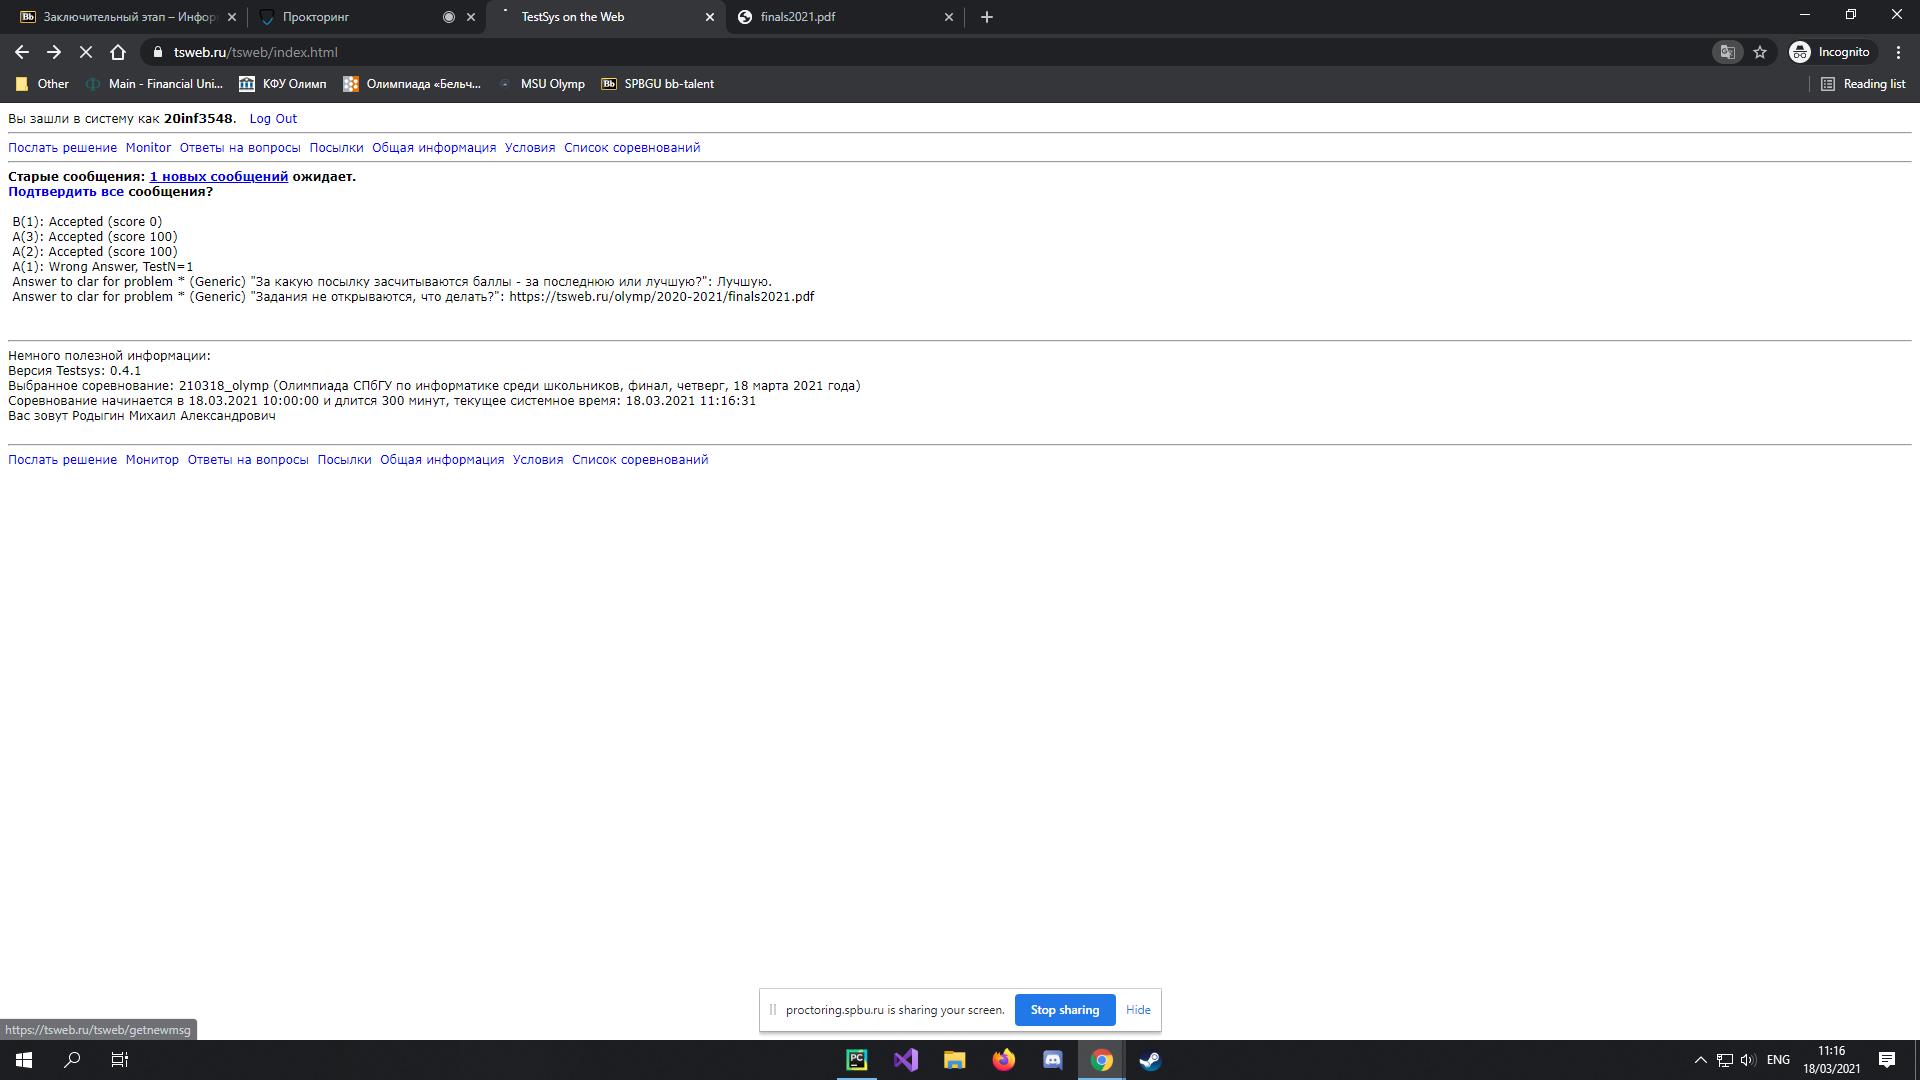 Заключительный этап – Инфор
Прокторинг
TestSys on the Web
finals2021.pdf
tsweb.ru/tsweb/index.html
Incognito
Other
Main - Financial Uni...
КФУ Олимп
Олимпиада «Бельч...
MSU Olymp
Bb SPBGU bb-talent
Reading list
Вы зашли в систему как 20inf3548. Log Out
Послать решение Monitor Ответы на вопросы Посылки Общая информация Условия Список соревнований
Старые сообщения: 1 новых сообщений ожидает.
Подтвердить все сообщения?
B(1): Accepted (score 0)
A(3): Accepted (score 100)
A(2): Accepted (score 100)
A(1): Wrong Answer, TestN=1
Answer to clar for problem * (Generic) "За какую посылку засчитываются баллы - за последнюю или лучшую?": Лучшую.
Answer to clar for problem * (Generic) "Задания не открываются, что делать?": https://tsweb.ru/olymp/2020-2021/finals2021.pdf
Немного полезной информации:
Версия Testsys: 0.4.1
Выбранное соревнование: 210318_olymp (Олимпиада СПбГУ по информатике среди школьников, финал, четверг, 18 марта 2021 года)
Соревнование начинается в 18.03.2021 10:00:00 и длится 300 минут, текущее системное время: 18.03.2021 11:16:31
Вас зовут Родыгин Михаил Александрович
Послать решение Монитор Ответы на вопросы Посылки Общая информация Условия Список соревнований
proctoring.spbu.ru is sharing your screen. Stop sharing Hide
https://tsweb.ru/tsweb/getnewmsg
ENG
11:16
18/03/2021